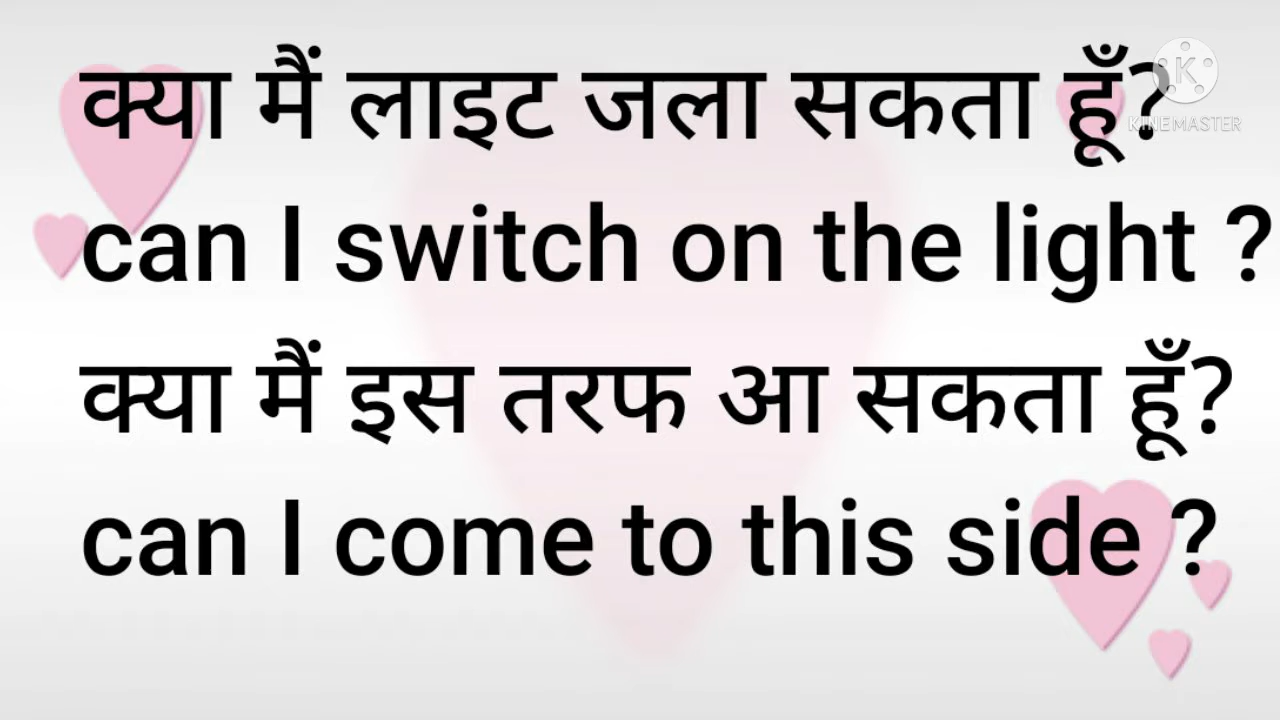 क्या मैं लाइट जला सकता हूँ?
KINEMASTER
can I switch on the light ?
क्या मैं इस तरफ आ सकता हूँ?
can I come to this side ?